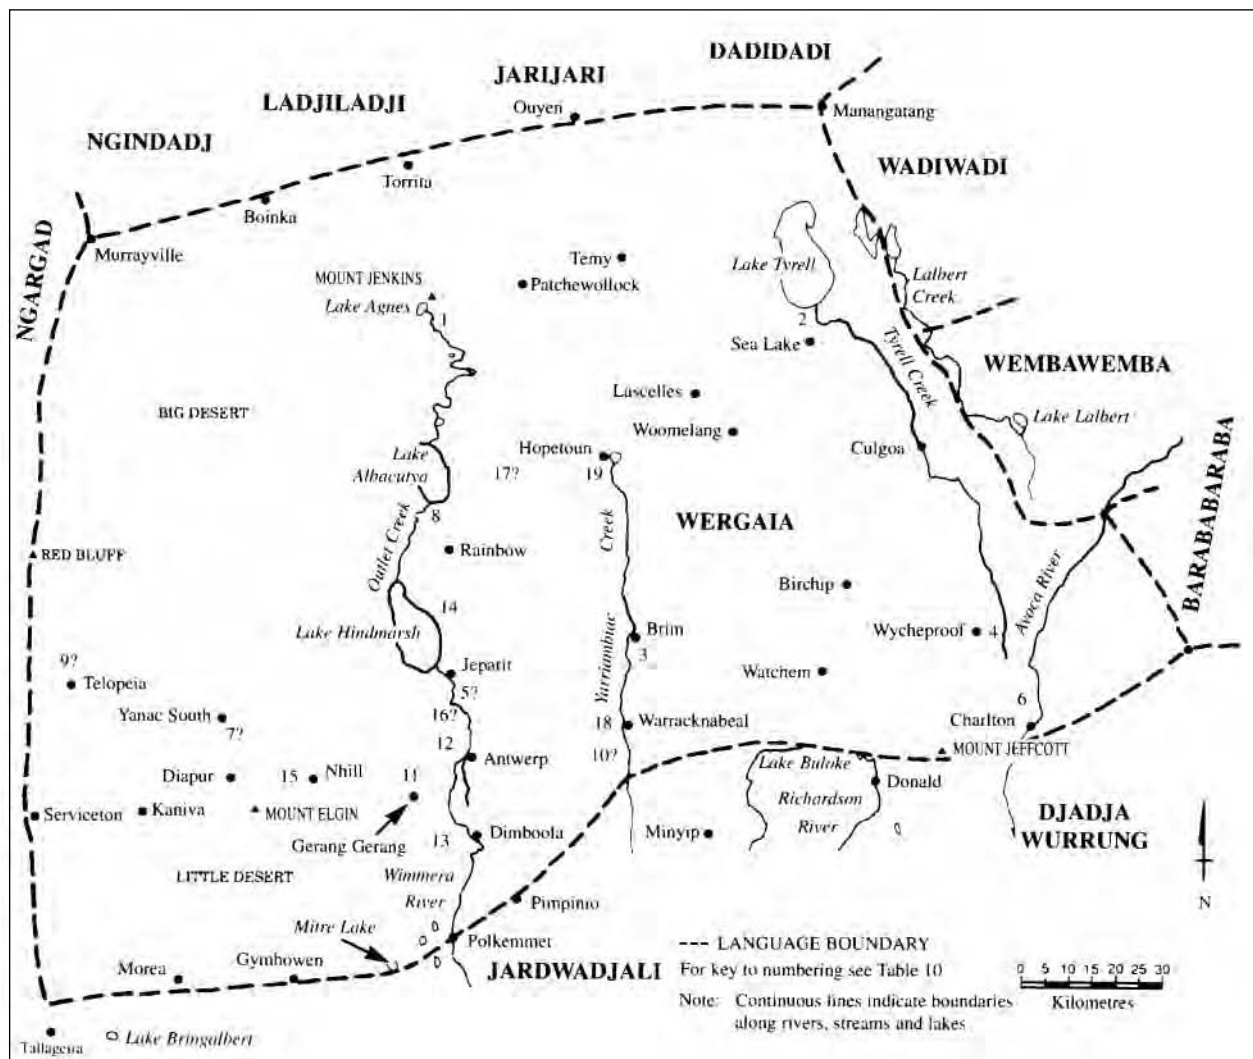 DADIDADI
JARIJARI
LADJILADJI
Ouyen
Manangatang
NGINDADJ
WADIWADI
Torrita
Boinka
Murrayville
NGARGAD
Temy
Lake Tyrell
MOUNT JENKINS
Patchewollock
Lalbert
Creek
Lake Agnes
1
2
Sea Lake
Tyrell Creek
WEMBAWEMBA
Lascelles
BIG DESERT
Lake Lalbert
Woomelang
Culgoa
Hopetoun
Lake
Albacutya
17?
19
BARABABARABA
8
WERGAIA
Creek
Outlet Creek
Rainbow
RED BLUFF
Avoca River
Birchip
14
Lake Hindmarsh
Brim
Wycheproof
4
3
9?
Telopeia
Jeparit
Yarriambiac
Watchem
5?
6
Yanac South
7?
16?
18
Warracknabeal
Charlton
12
Antwerp
10?
MOUNT JEFFCOTT
Lake Buloke
Diapur
15
Nhill
11
Donald
Serviceton
Kaniva
MOUNT ELGIN
Richardson
River
DJADJA
WURRUNG
Gerang Gerang
13
Dimboola
Minyip
LITTLE DESERT
Wimmera
River
Pimpinio
N
Mitre Lake
Polkemmet
LANGUAGE BOUNDARY
Morea
Gymbowen
JARDWADJALI
For key to numbering see Table 10
0 5 10 15 20 25 30
Kilometres
Note: Continuous lines indicate boundaries
along rivers, streams and lakes
Lake Bringalbert
Tallageira